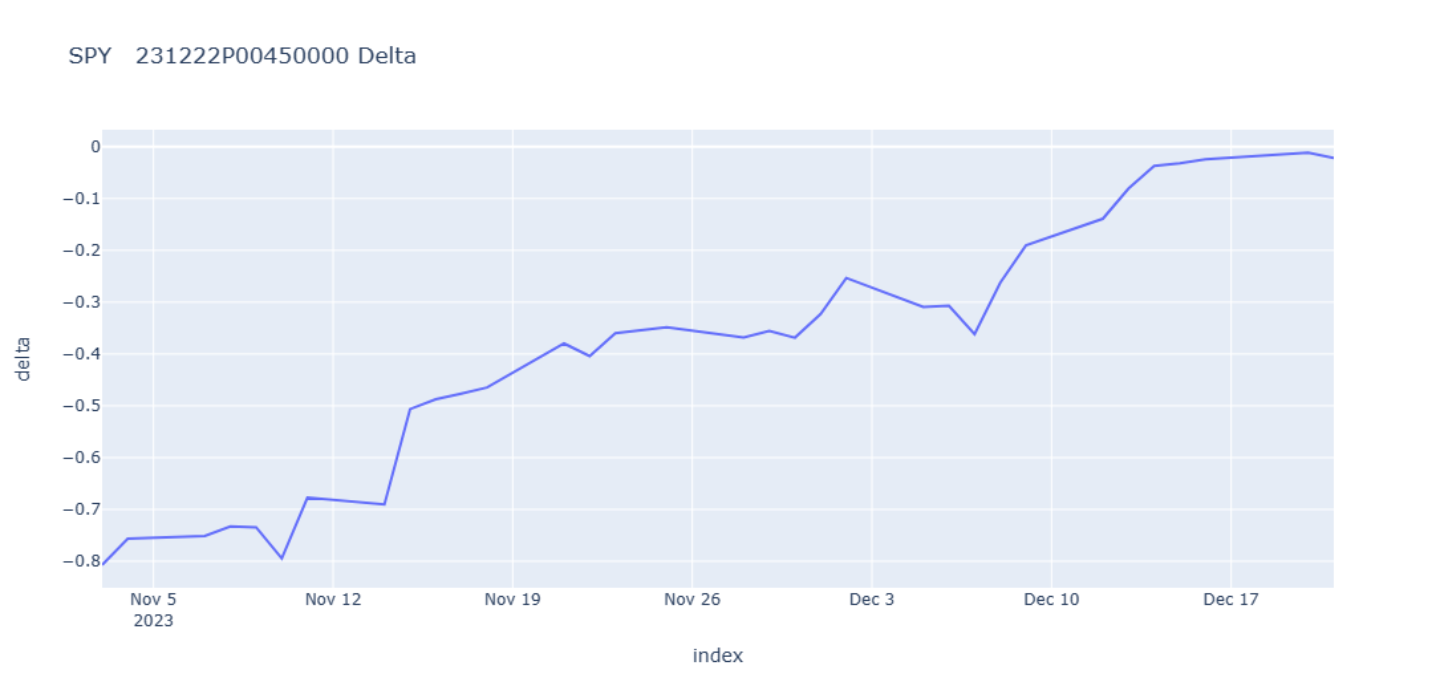 SPY   231222P00450000 Delta
0
−0.1
−0.2
−0.3
−0.4
−0.5
−0.6
−0.7
−0.8
delta
Nov 5 Nov 12 Nov 19 Nov 26 Dec 3 Dec 10 Dec 17
2023
index